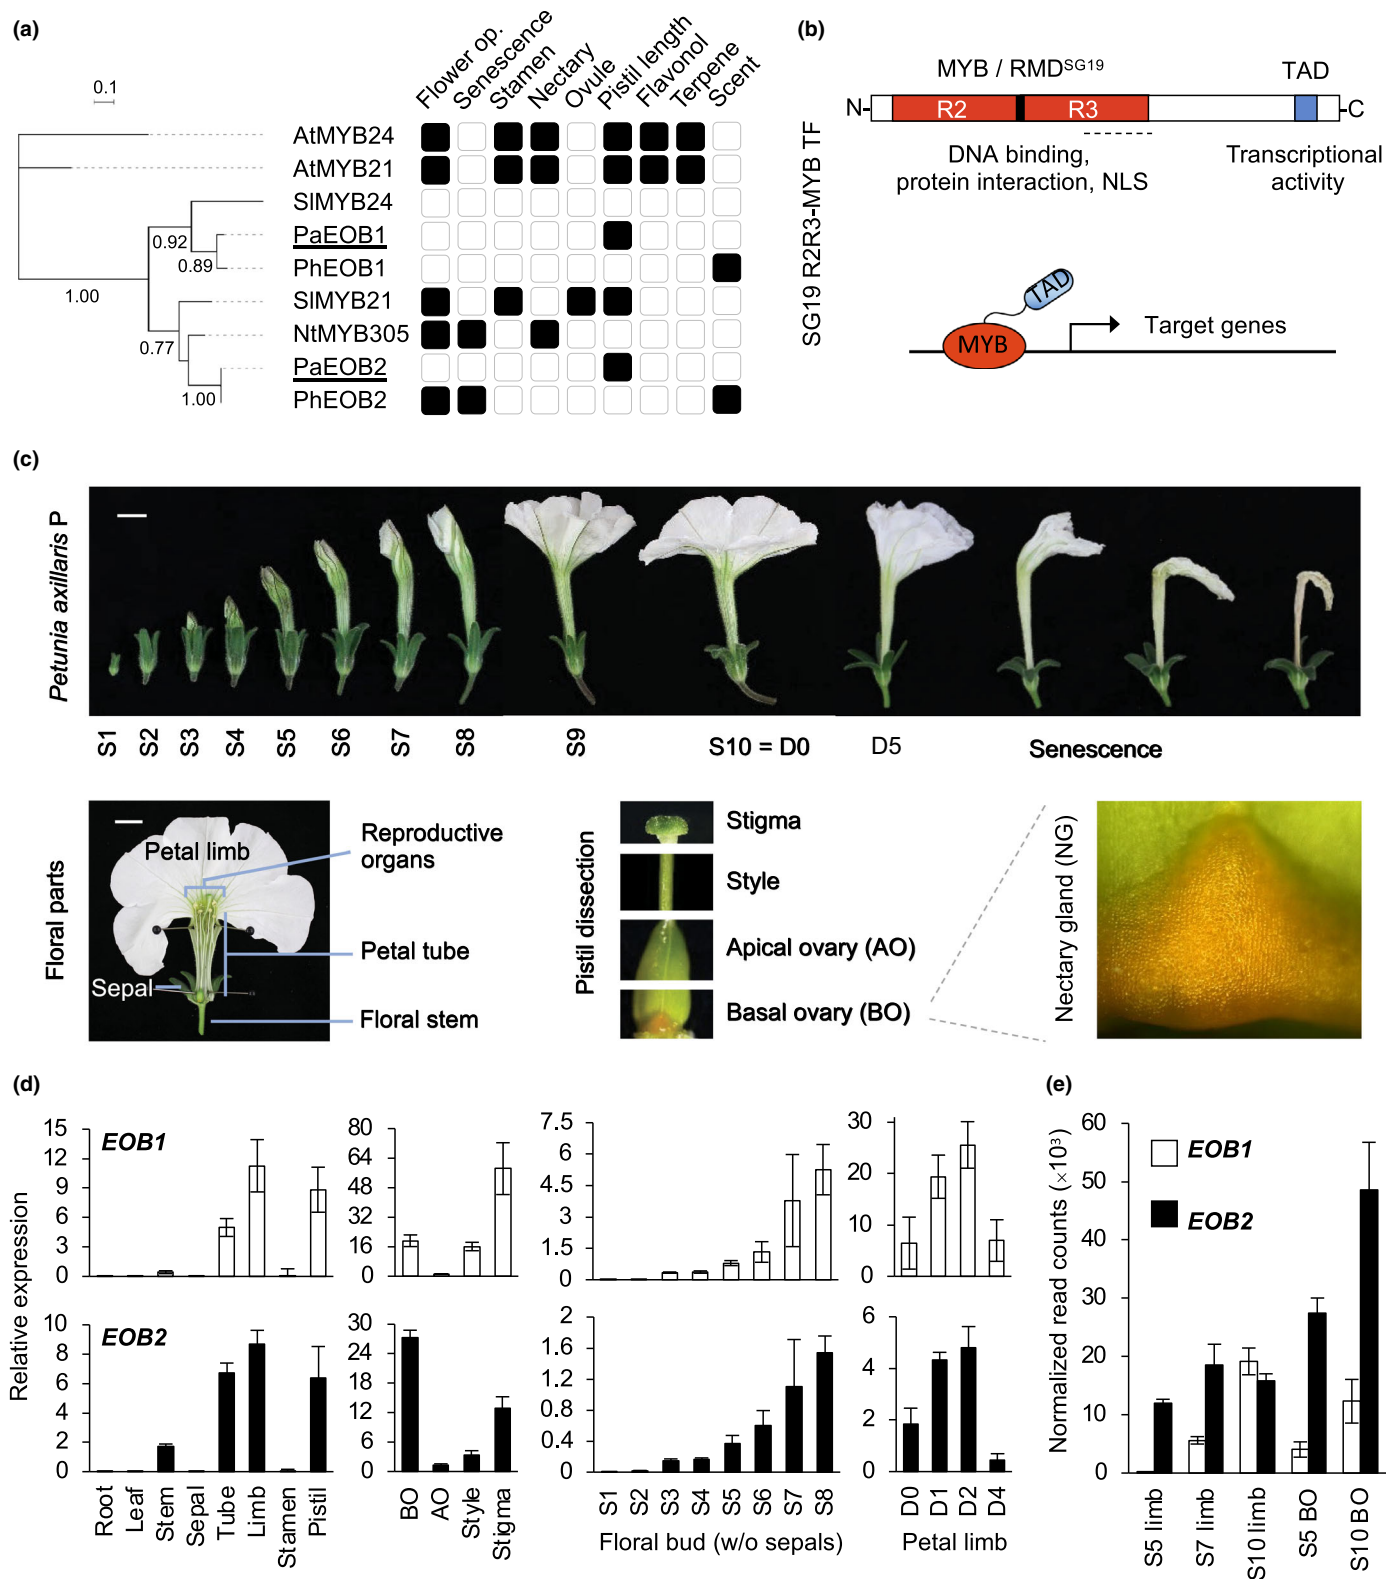 (a)
Flower op.
Senescence
Stamen
Nectary
Ovule
Pistil length
Flavonol
Terpene
Scent
0.1
AtMYB24
AtMYB21
SlMYB24
PaEOB1
PhEOB1
SlMYB21
NtMYB305
PaEOB2
PhEOB2
0.92
0.89
1.00
0.77
1.00
(b)
SG19 R2R3-MYB TF
MYB / RMD^SG19
TAD
N-
R2
R3
-C
DNA binding,
protein interaction, NLS
Transcriptional
activity
TAD
MYB
Target genes
(c)
Petunia axillaris P
S1
S2
S3
S4
S5
S6
S7
S8
S9
S10 = D0
D5
Senescence
Floral parts
Petal limb
Reproductive
organs
Petal tube
Sepal
Floral stem
Pistil dissection
Stigma
Style
Apical ovary (AO)
Basal ovary (BO)
Nectary gland (NG)
(d)
Relative expression
EOB1
15
12
9
6
3
0
80
64
48
32
16
0
7.5
6
4.5
3
1.5
0
30
20
10
0
EOB2
10
8
6
4
2
0
30
24
18
12
6
0
2
1.6
1.2
0.8
0.4
0
6
4
2
0
Root
Leaf
Stem
Sepal
Tube
Limb
Stamen
Pistil
BO
AO
Style
Stigma
S1
S2
S3
S4
S5
S6
S7
S8
Floral bud (w/o sepals)
D0
D1
D2
D4
Petal limb
(e)
Normalized read counts (×10³)
60
50
40
30
20
10
0
EOB1
EOB2
S5 limb
S7 limb
S10 limb
S5 BO
S10 BO